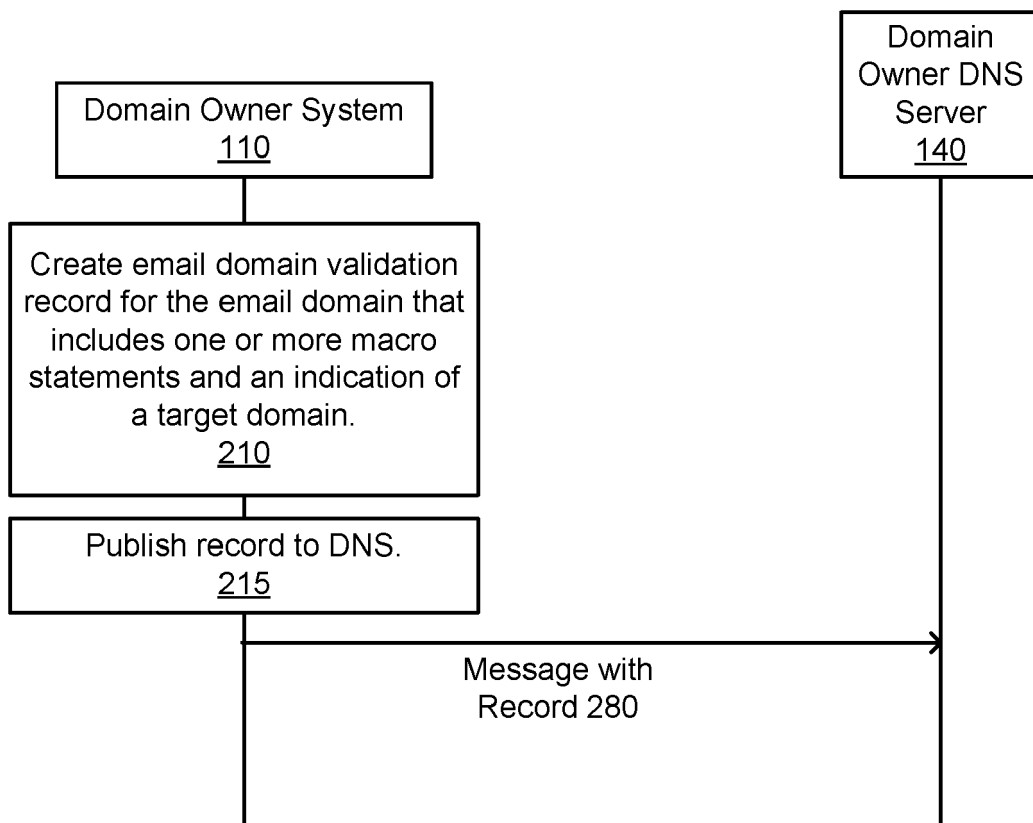 Domain Owner System
110
Domain
Owner DNS
Server
140
Create email domain validation
record for the email domain that
includes one or more macro
statements and an indication of
a target domain.
210
Publish record to DNS.
215
Message with
Record 280